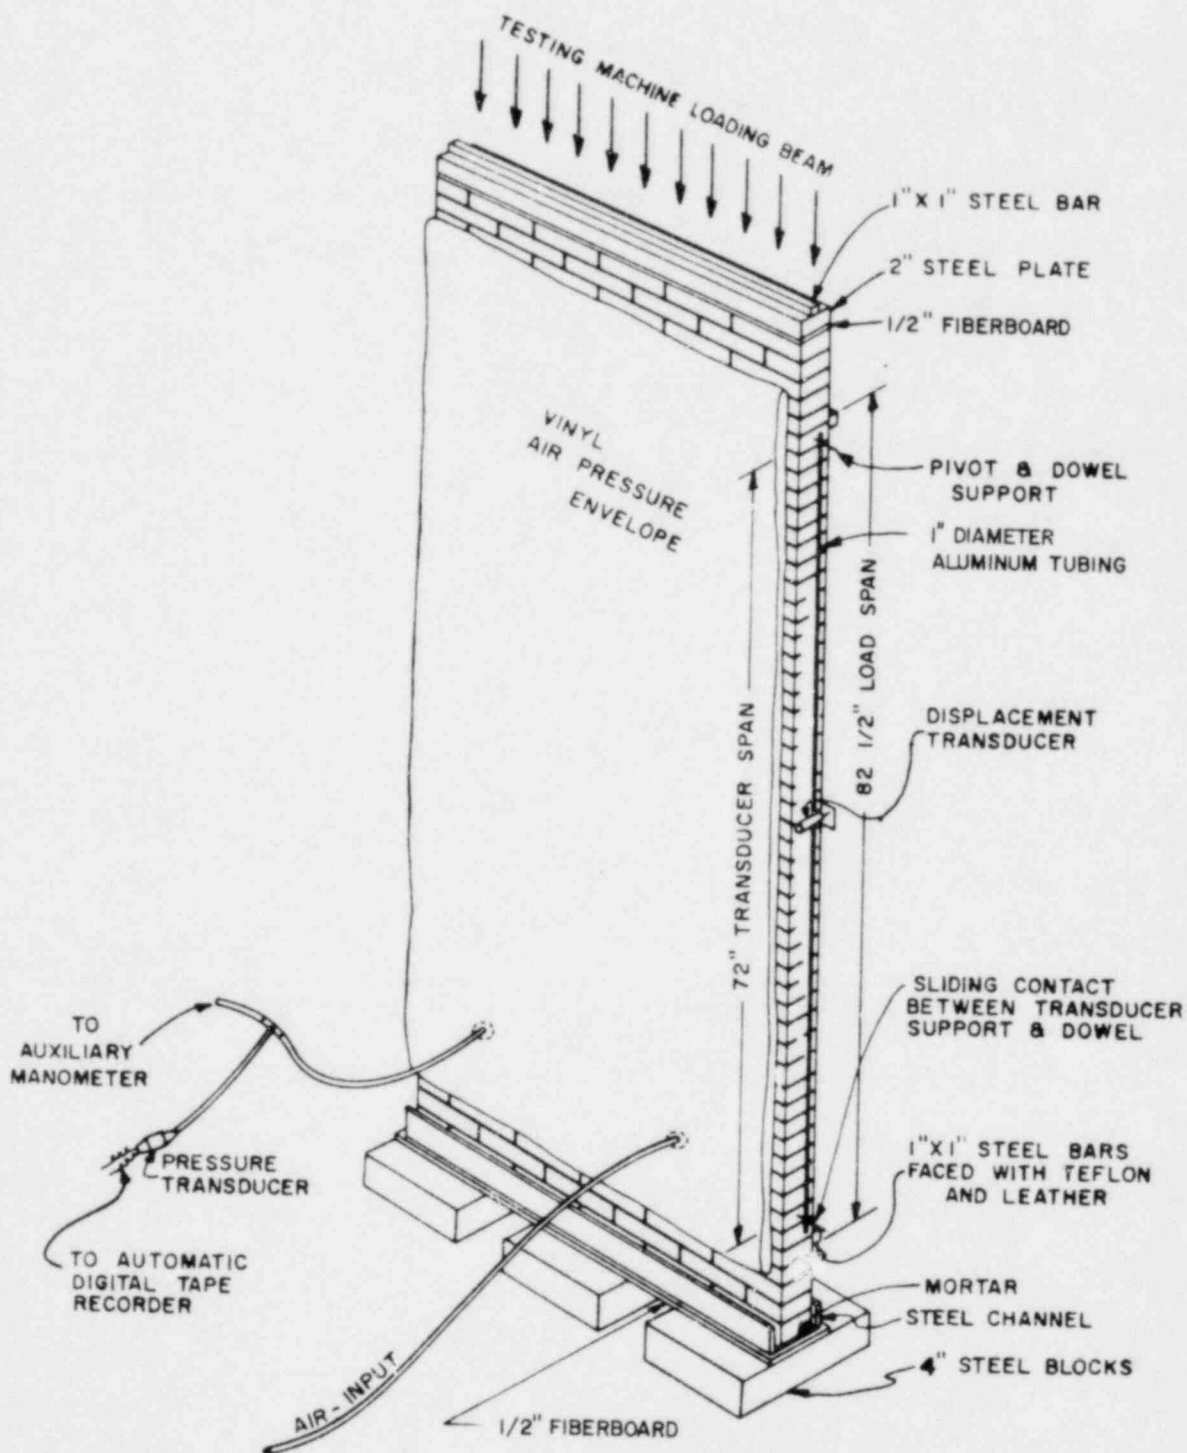 TESTING MACHINE LOADING BEAM
1" X 1" STEEL BAR
2" STEEL PLATE
1/2" FIBERBOARD
VINYL
AIR PRESSURE
ENVELOPE
PIVOT & DOWEL
SUPPORT
1" DIAMETER
ALUMINUM TUBING
82 1/2" LOAD SPAN
72" TRANSDUCER SPAN
DISPLACEMENT
TRANSDUCER
SLIDING CONTACT
BETWEEN TRANSDUCER
SUPPORT & DOWEL
TO
AUXILIARY
MANOMETER
PRESSURE
TRANSDUCER
1"X1" STEEL BARS
FACED WITH TEFLON
AND LEATHER
TO AUTOMATIC
DIGITAL TAPE
RECORDER
MORTAR
STEEL CHANNEL
4" STEEL BLOCKS
AIR-INPUT
1/2" FIBERBOARD